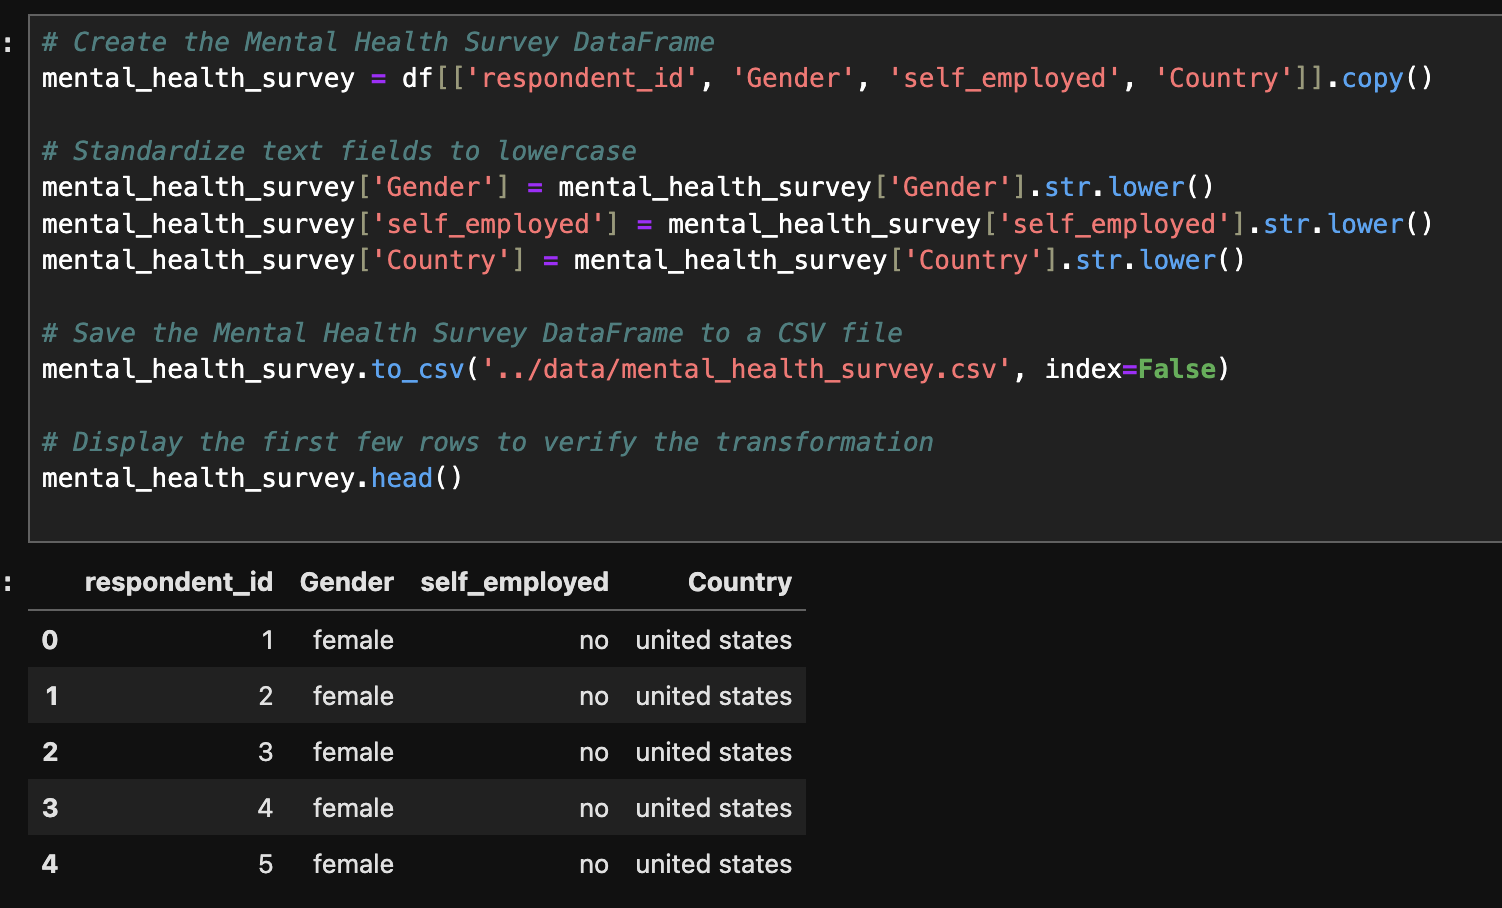 :
# Create the Mental Health Survey DataFrame
mental_health_survey = df[['respondent_id', 'Gender', 'self_employed', 'Country']].copy()
# Standardize text fields to lowercase
mental_health_survey['Gender'] = mental_health_survey['Gender'].str.lower()
mental_health_survey['self_employed'] = mental_health_survey['self_employed'].str.lower()
mental_health_survey['Country'] = mental_health_survey['Country'].str.lower()
# Save the Mental Health Survey DataFrame to a CSV file
mental_health_survey.to_csv('../data/mental_health_survey.csv', index=False)
# Display the first few rows to verify the transformation
mental_health_survey.head()
:
respondent_id Gender self_employed Country
0 1 female no united states
1 2 female no united states
2 3 female no united states
3 4 female no united states
4 5 female no united states